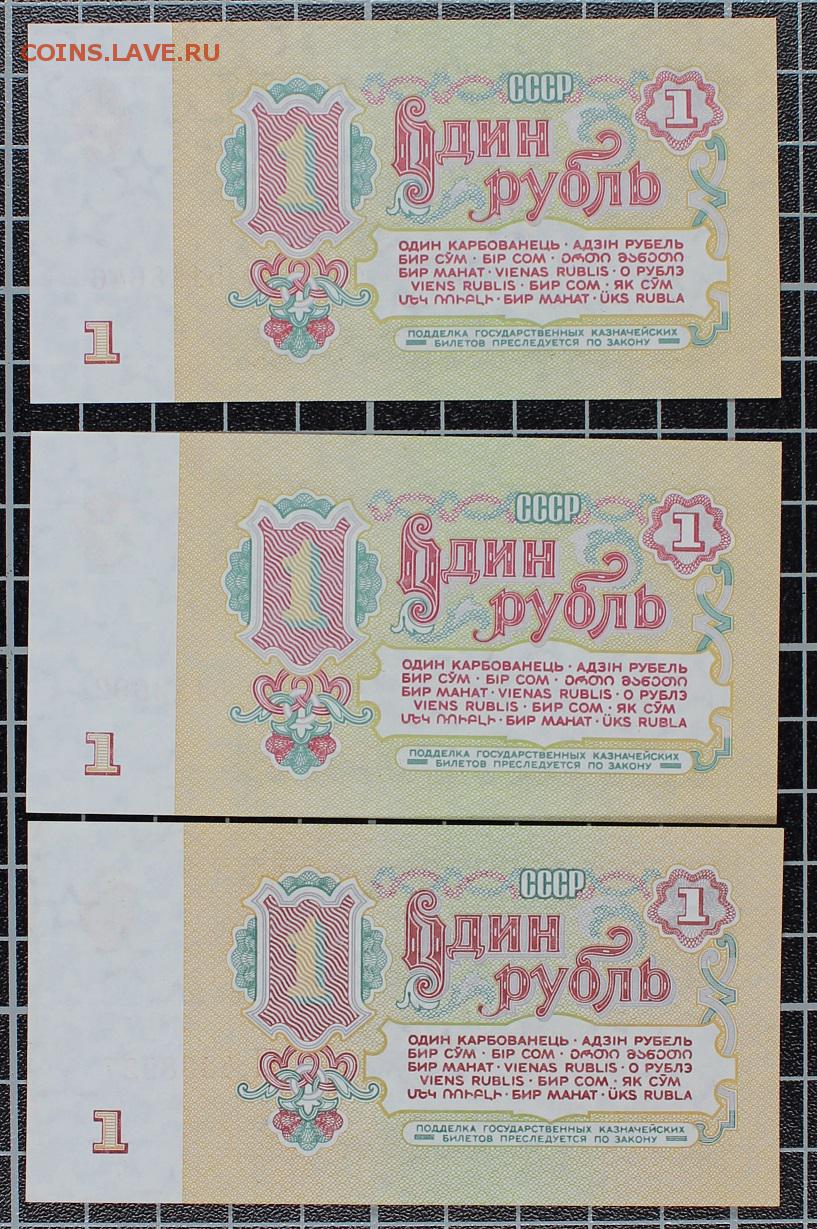 COINS.LAVE.RU
СССР
1
1
Один
рубль
ОДИН КАРБОВАНЕЦЬ · АДЗІН РУБЕЛЬ
БИР СЎМ · БІР СОМ · ᲝᲠᲗᲘ ᲛᲐᲜᲔᲗᲘ
БИР МАНАТ · VIENAS RUBLIS · О РУБЛЭ
VIENS RUBLIS · БИР СОМ · ЯК СЎМ
ՄԵԿ ՌՈՒԲԼԻ · БИР МАНАТ · ÜKS RUBLA
ПОДДЕЛКА ГОСУДАРСТВЕННЫХ КАЗНАЧЕЙСКИХ
БИЛЕТОВ ПРЕСЛЕДУЕТСЯ ПО ЗАКОНУ
1
СССР
1
1
Один
рубль
ОДИН КАРБОВАНЕЦЬ · АДЗІН РУБЕЛЬ
БИР СЎМ · БІР СОМ · ᲝᲠᲗᲘ ᲛᲐᲜᲔᲗᲘ
БИР МАНАТ · VIENAS RUBLIS · О РУБЛЭ
VIENS RUBLIS · БИР СОМ · ЯК СЎМ
ՄԵԿ ՌՈՒԲԼԻ · БИР МАНАТ · ÜKS RUBLA
ПОДДЕЛКА ГОСУДАРСТВЕННЫХ КАЗНАЧЕЙСКИХ
БИЛЕТОВ ПРЕСЛЕДУЕТСЯ ПО ЗАКОНУ
1
СССР
1
1
Один
рубль
ОДИН КАРБОВАНЕЦЬ · АДЗІН РУБЕЛЬ
БИР СЎМ · БІР СОМ · ᲝᲠᲗᲘ ᲛᲐᲜᲔᲗᲘ
БИР МАНАТ · VIENAS RUBLIS · О РУБЛЭ
VIENS RUBLIS · БИР СОМ · ЯК СЎМ
ՄԵԿ ՌՈՒԲԼԻ · БИР МАНАТ · ÜKS RUBLA
ПОДДЕЛКА ГОСУДАРСТВЕННЫХ КАЗНАЧЕЙСКИХ
БИЛЕТОВ ПРЕСЛЕДУЕТСЯ ПО ЗАКОНУ
1